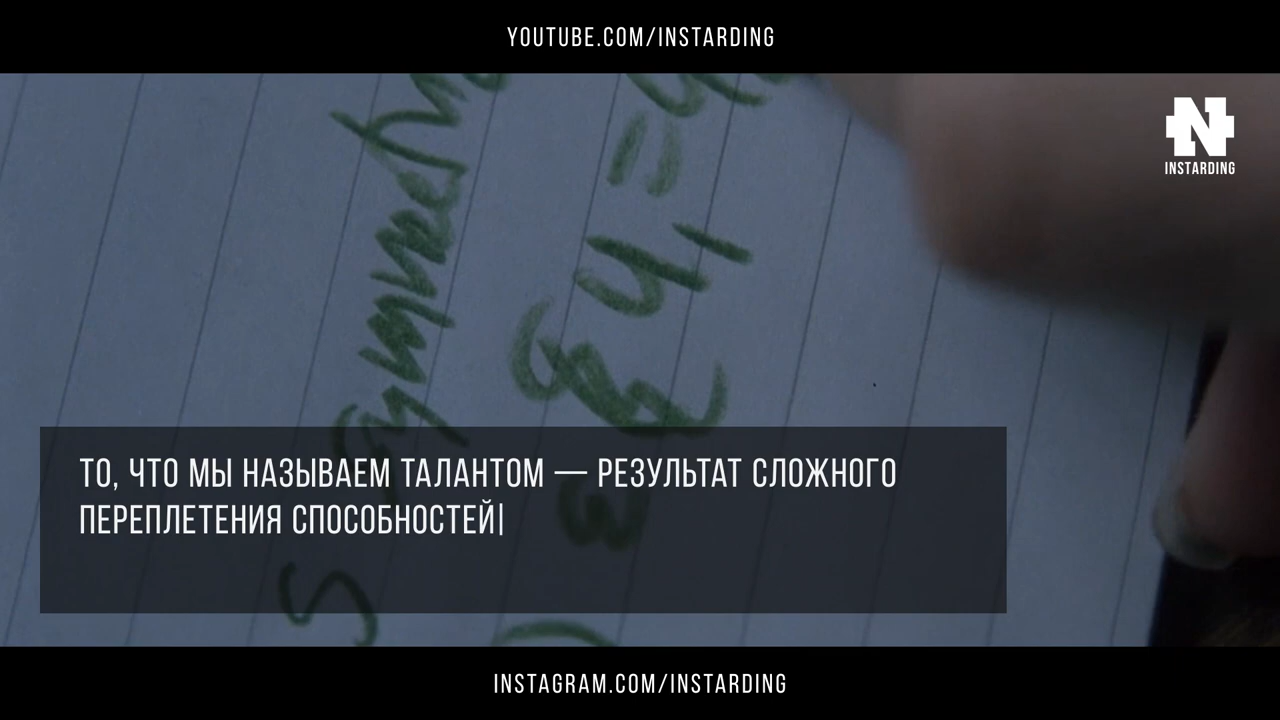 YOUTUBE.COM/INSTARDING
INSTARDING
ТО, ЧТО МЫ НАЗЫВАЕМ ТАЛАНТОМ — РЕЗУЛЬТАТ СЛОЖНОГО
ПЕРЕПЛЕТЕНИЯ СПОСОБНОСТЕЙ
INSTAGRAM.COM/INSTARDING